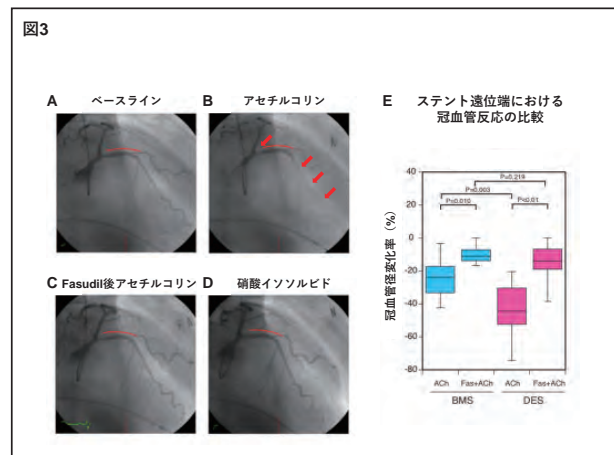 図3
A ベースライン
B アセチルコリン
C Fasudil後アセチルコリン
D 硝酸イソソルビド
E ステント遠位端における
冠血管反応の比較
冠血管径変化率（%）
40
20
0
-20
-40
-60
-80
P=0.219
P=0.003
P=0.010
P<0.01
ACh Fas+ACh ACh Fas+ACh
BMS DES